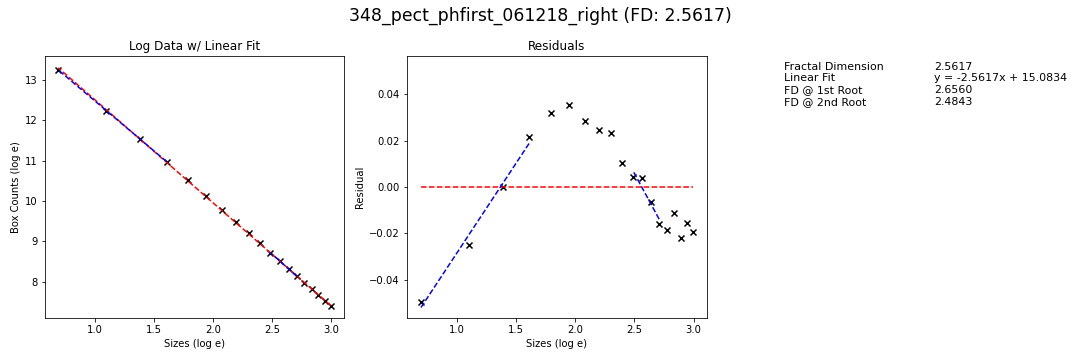 348_pect_phfirst_061218_right (FD: 2.5617)
Log Data w/ Linear Fit
Box Counts (log e)
13
12
11
10
9
8
1.0 1.5 2.0 2.5 3.0
Sizes (log e)
Residuals
Residual
0.04
0.02
0.00
−0.02
−0.04
1.0 1.5 2.0 2.5 3.0
Sizes (log e)
Fractal Dimension 2.5617
Linear Fit y = -2.5617x + 15.0834
FD @ 1st Root 2.6560
FD @ 2nd Root 2.4843